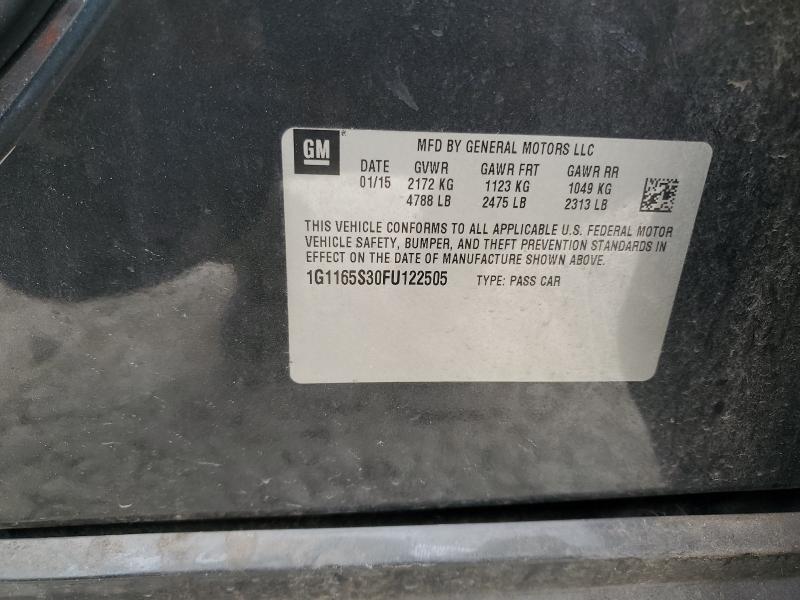 GM
MFD BY GENERAL MOTORS LLC
DATE GVWR GAWR FRT GAWR RR
01/15 2172 KG 1123 KG 1049 KG
4788 LB 2475 LB 2313 LB
THIS VEHICLE CONFORMS TO ALL APPLICABLE U.S. FEDERAL MOTOR
VEHICLE SAFETY, BUMPER, AND THEFT PREVENTION STANDARDS IN
EFFECT ON THE DATE OF MANUFACTURE SHOWN ABOVE.
1G1165S30FU122505 TYPE: PASS CAR